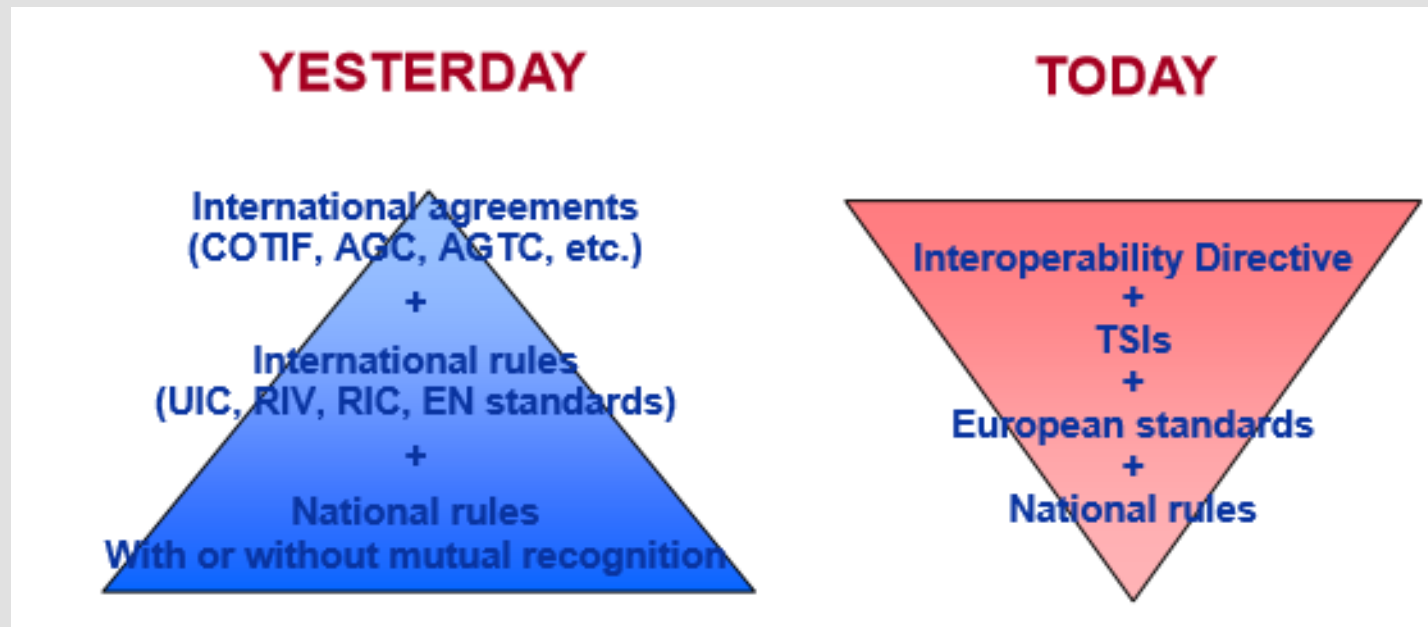 YESTERDAY
International agreements
(COTIF, AGC, AGTC, etc.)
+
International rules
(UIC, RIV, RIC, EN standards)
+
National rules
With or without mutual recognition
TODAY
Interoperability Directive
+
TSIs
+
European standards
+
National rules